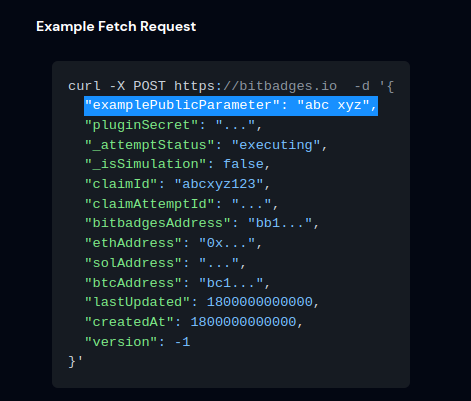 Example Fetch Request
curl -X POST https://bitbadges.io  -d '{
  "examplePublicParameter": "abc xyz",
  "pluginSecret": "...",
  "_attemptStatus": "executing",
  "_isSimulation": false,
  "claimId": "abcxyz123",
  "claimAttemptId": "...",
  "bitbadgesAddress": "bb1...",
  "ethAddress": "0x...",
  "solAddress": "...",
  "btcAddress": "bc1...",
  "lastUpdated": 1800000000000,
  "createdAt": 1800000000000,
  "version": -1
}'